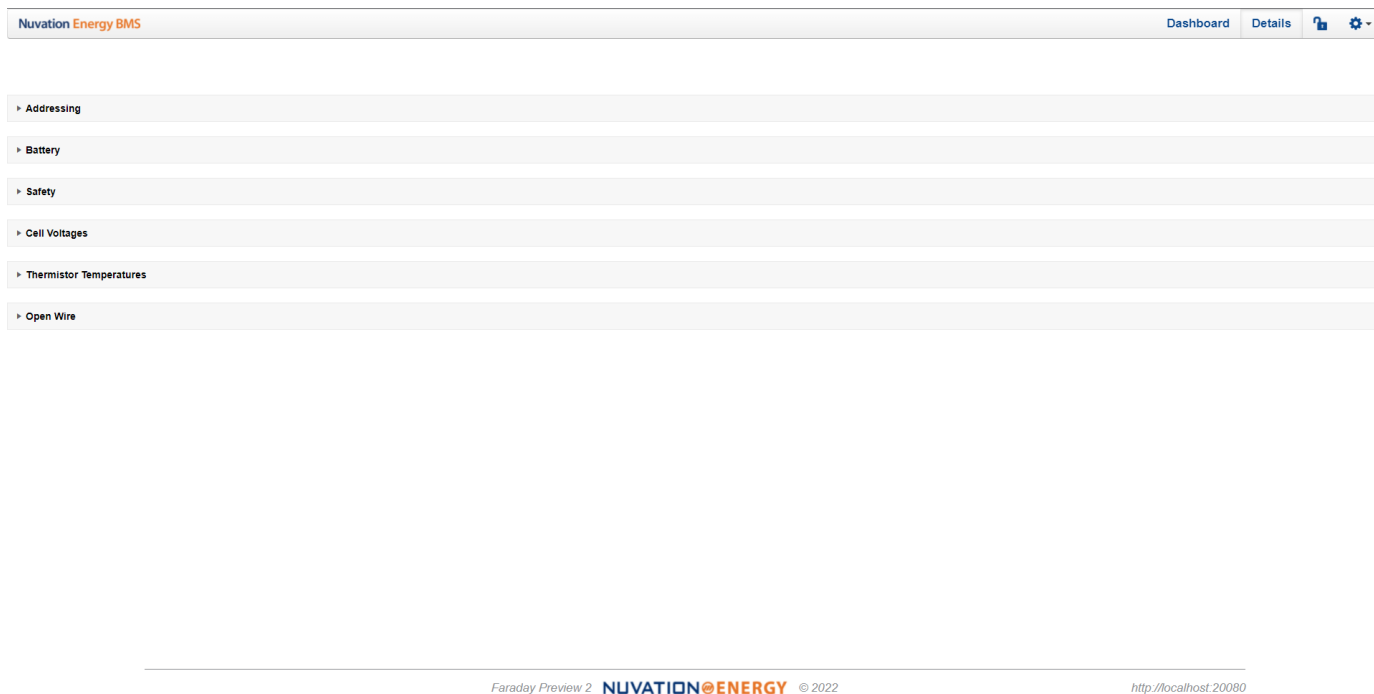 Nuvation Energy BMS Dashboard Details
Addressing
Battery
Safety
Cell Voltages
Thermistor Temperatures
Open Wire
Faraday Preview 2 NUVATION ENERGY © 2022 http://localhost:20080